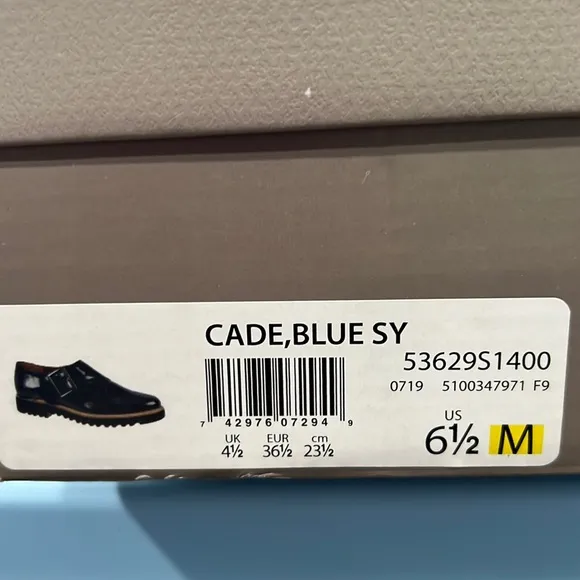 CADE,BLUE SY
53629S1400
0719 5100347971 F9
7 42976 07294 9
UK EUR cm
4½ 36½ 23½
US
6½ M